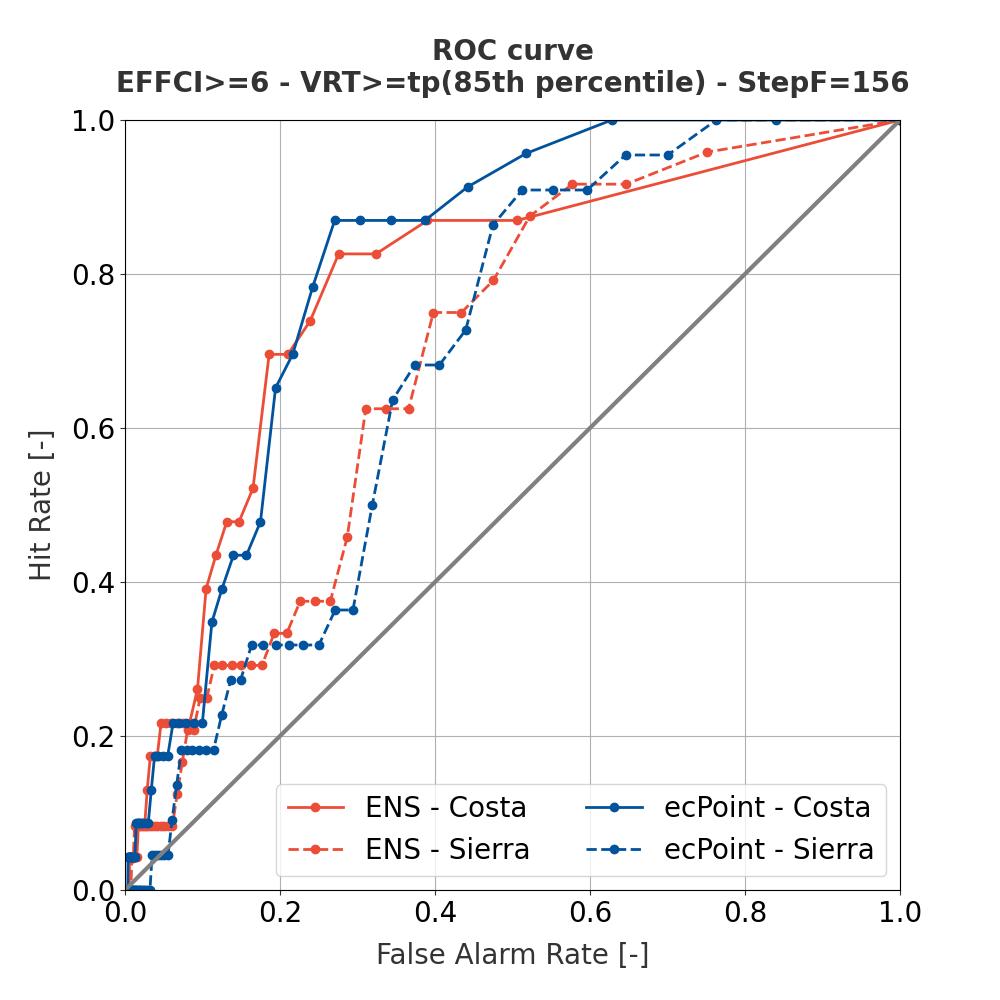 ROC curve
EFFCI>=6 - VRT>=tp(85th percentile) - StepF=156
1.0
0.8
0.6
0.4
0.2
0.0
Hit Rate [-]
ENS - Costa
ecPoint - Costa
ENS - Sierra
ecPoint - Sierra
0.0 0.2 0.4 0.6 0.8 1.0
False Alarm Rate [-]